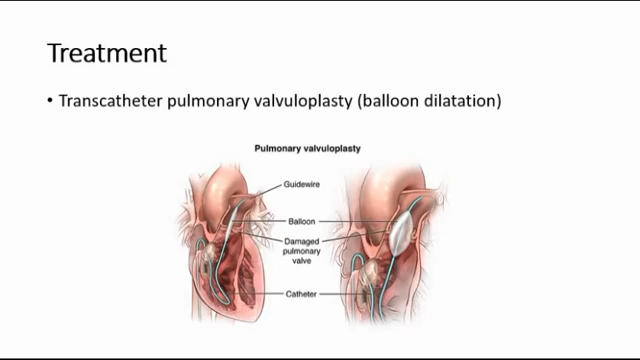 Treatment
• Transcatheter pulmonary valvuloplasty (balloon dilatation)
Pulmonary valvuloplasty
Guidewire
Balloon
Damaged
pulmonary
valve
Catheter